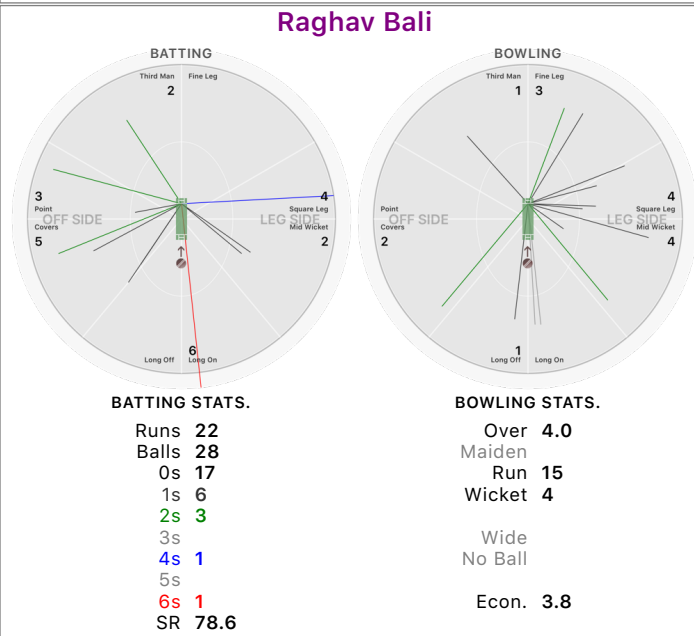 Raghav Bali
BATTING
Third Man Fine Leg
2
3
Point
OFF SIDE
Covers
5
4
Square Leg
LEG SIDE
Mid Wicket
2
6
Long Off Long On
BATTING STATS.
Runs 22
Balls 28
0s 17
1s 6
2s 3
3s
4s 1
5s
6s 1
SR 78.6
BOWLING
Third Man Fine Leg
1 3
Point
OFF SIDE
Covers
2
4
Square Leg
LEG SIDE
Mid Wicket
4
1
Long Off Long On
BOWLING STATS.
Over 4.0
Maiden
Run 15
Wicket 4
Wide
No Ball
Econ. 3.8